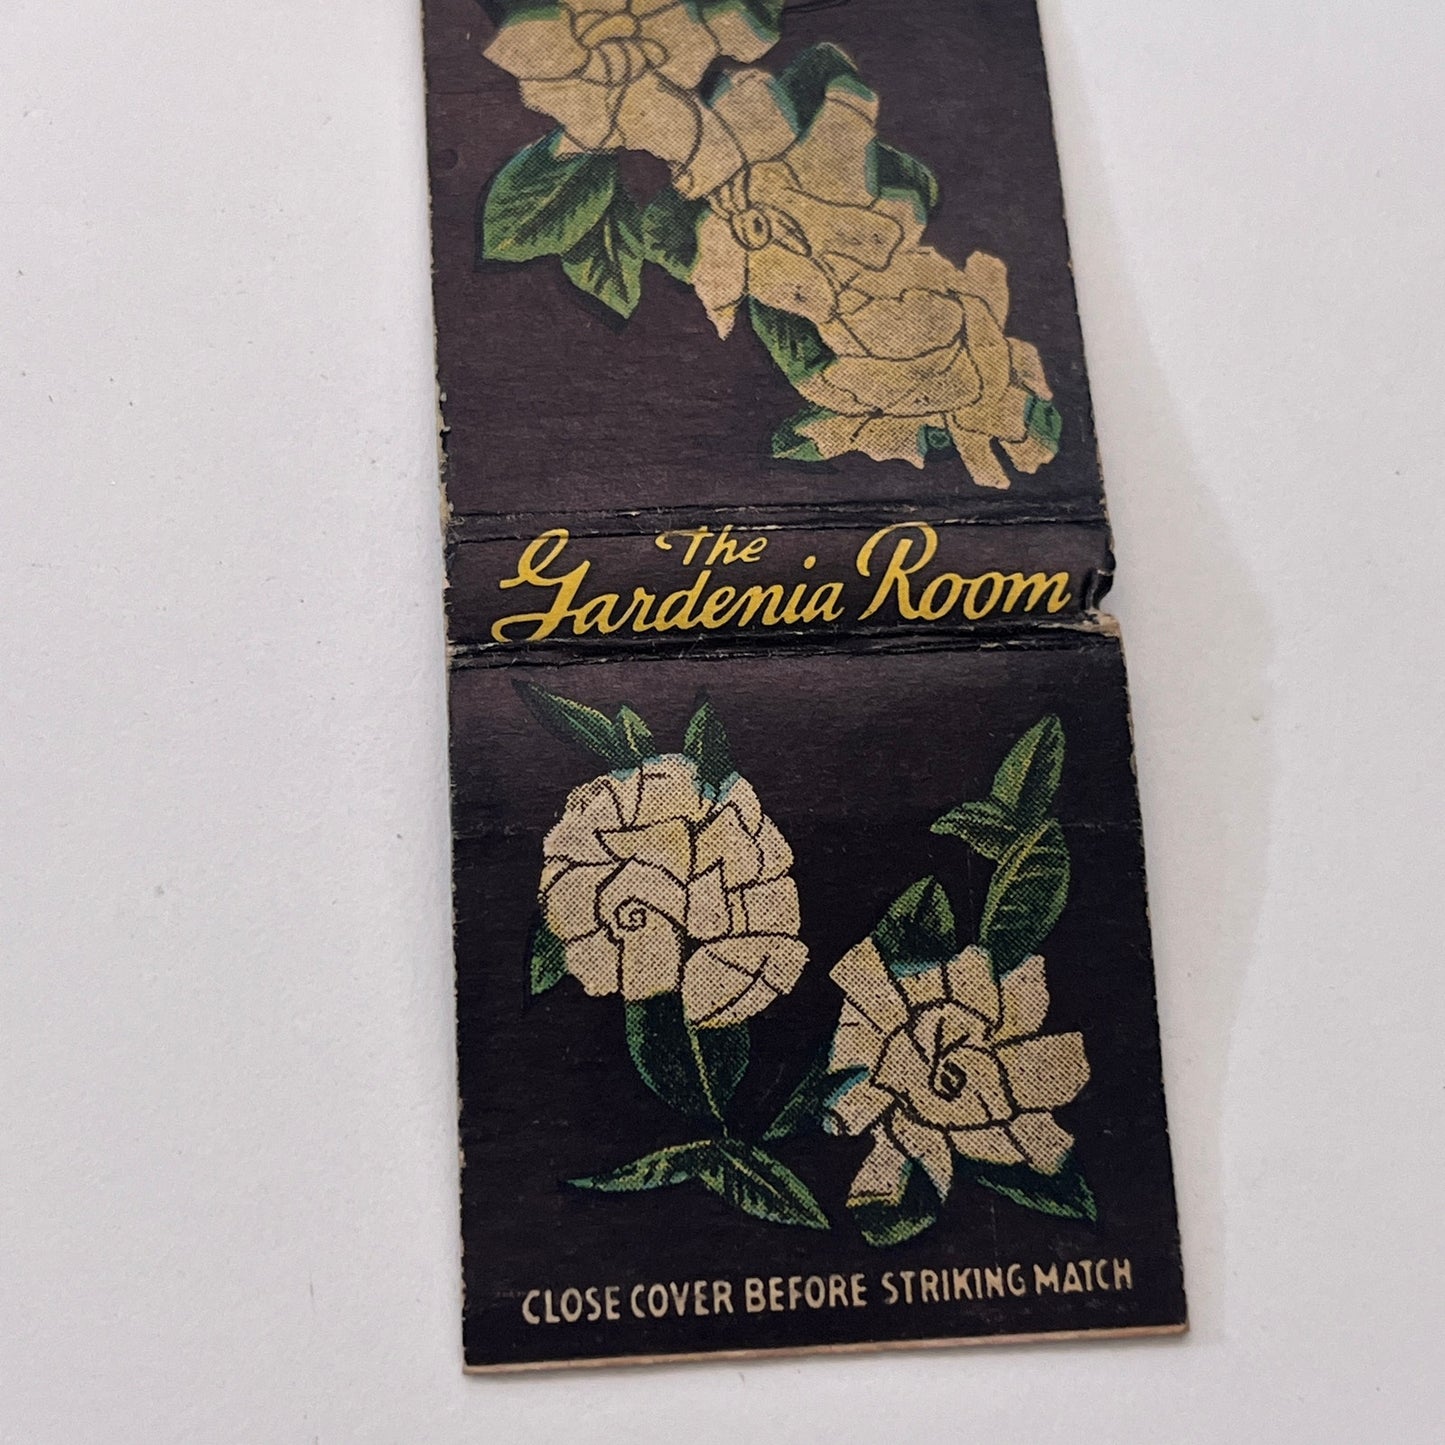 The
Gardenia Room
CLOSE COVER BEFORE STRIKING MATCH